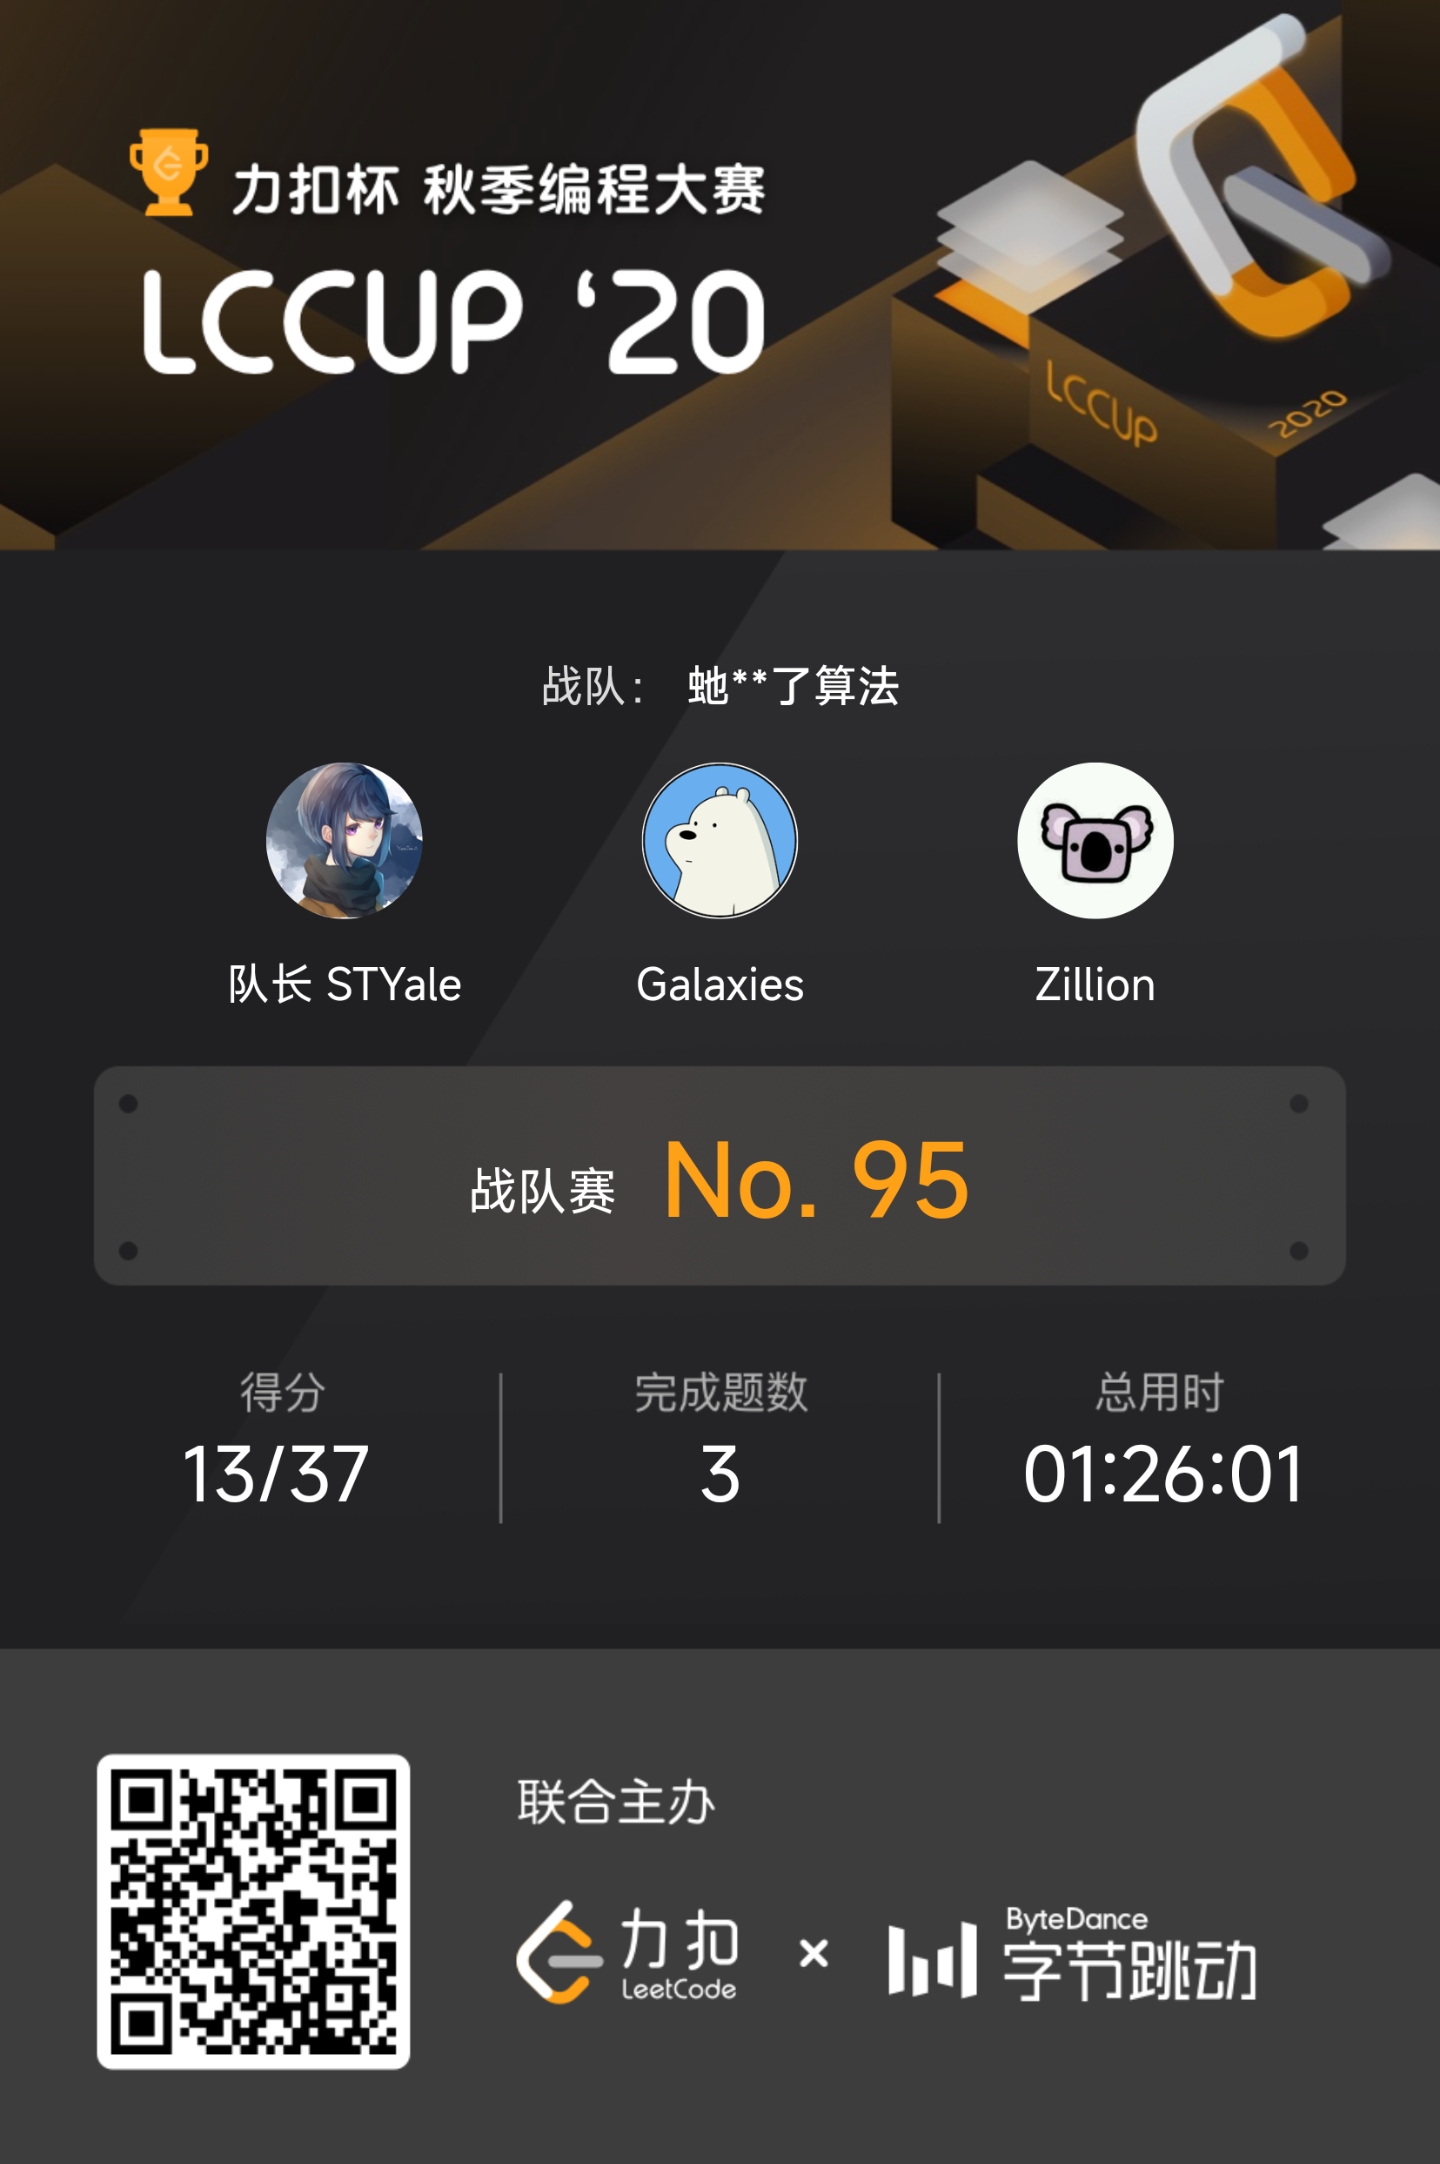 力扣杯 秋季编程大赛
LCCUP ‘20
LCCUP
2020
战队： 虵**了算法
队长 STYale
Galaxies
Zillion
战队赛 No. 95
得分 完成题数 总用时
13/37 3 01:26:01
联合主办
力扣
LeetCode
×
ByteDance
字节跳动